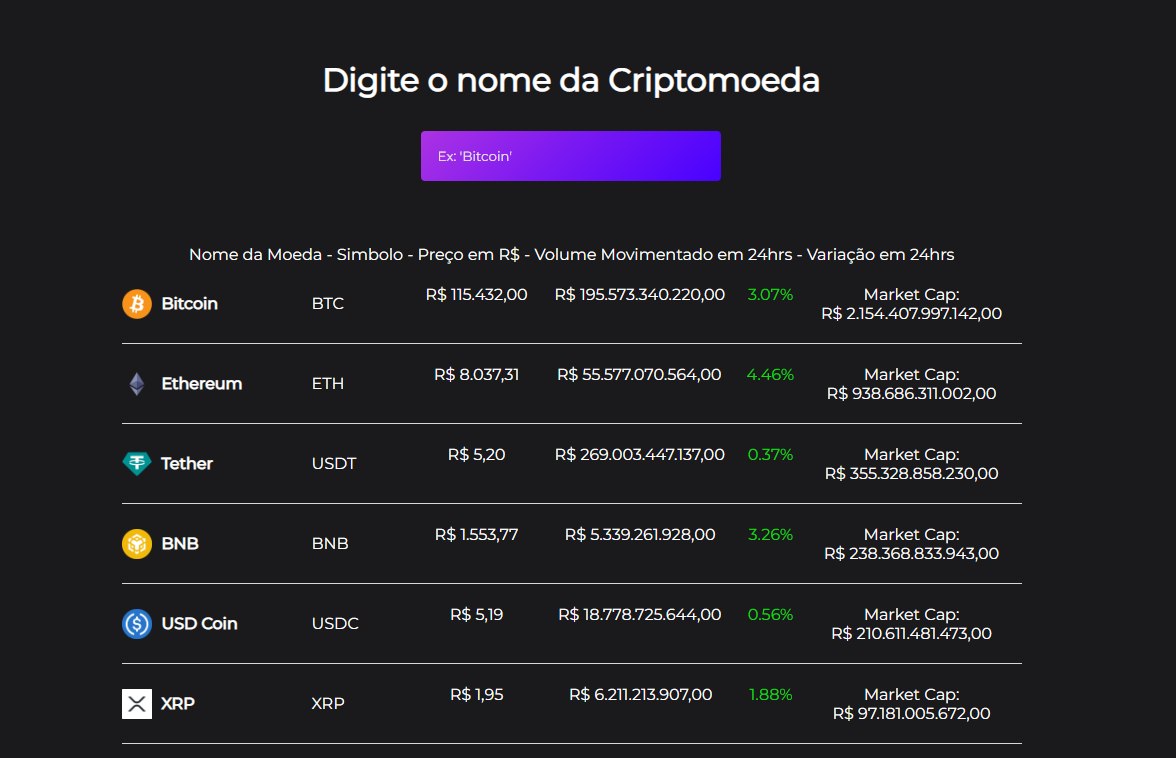 Digite o nome da Criptomoeda
Ex: 'Bitcoin'
Nome da Moeda - Simbolo - Preço em R$ - Volume Movimentado em 24hrs - Variação em 24hrs
Bitcoin BTC R$ 115.432,00 R$ 195.573.340.220,00 3.07% Market Cap:
R$ 2.154.407.997.142,00
Ethereum ETH R$ 8.037,31 R$ 55.577.070.564,00 4.46% Market Cap:
R$ 938.686.311.002,00
Tether USDT R$ 5,20 R$ 269.003.447.137,00 0.37% Market Cap:
R$ 355.328.858.230,00
BNB BNB R$ 1.553,77 R$ 5.339.261.928,00 3.26% Market Cap:
R$ 238.368.833.943,00
USD Coin USDC R$ 5,19 R$ 18.778.725.644,00 0.56% Market Cap:
R$ 210.611.481.473,00
XRP XRP R$ 1,95 R$ 6.211.213.907,00 1.88% Market Cap:
R$ 97.181.005.672,00